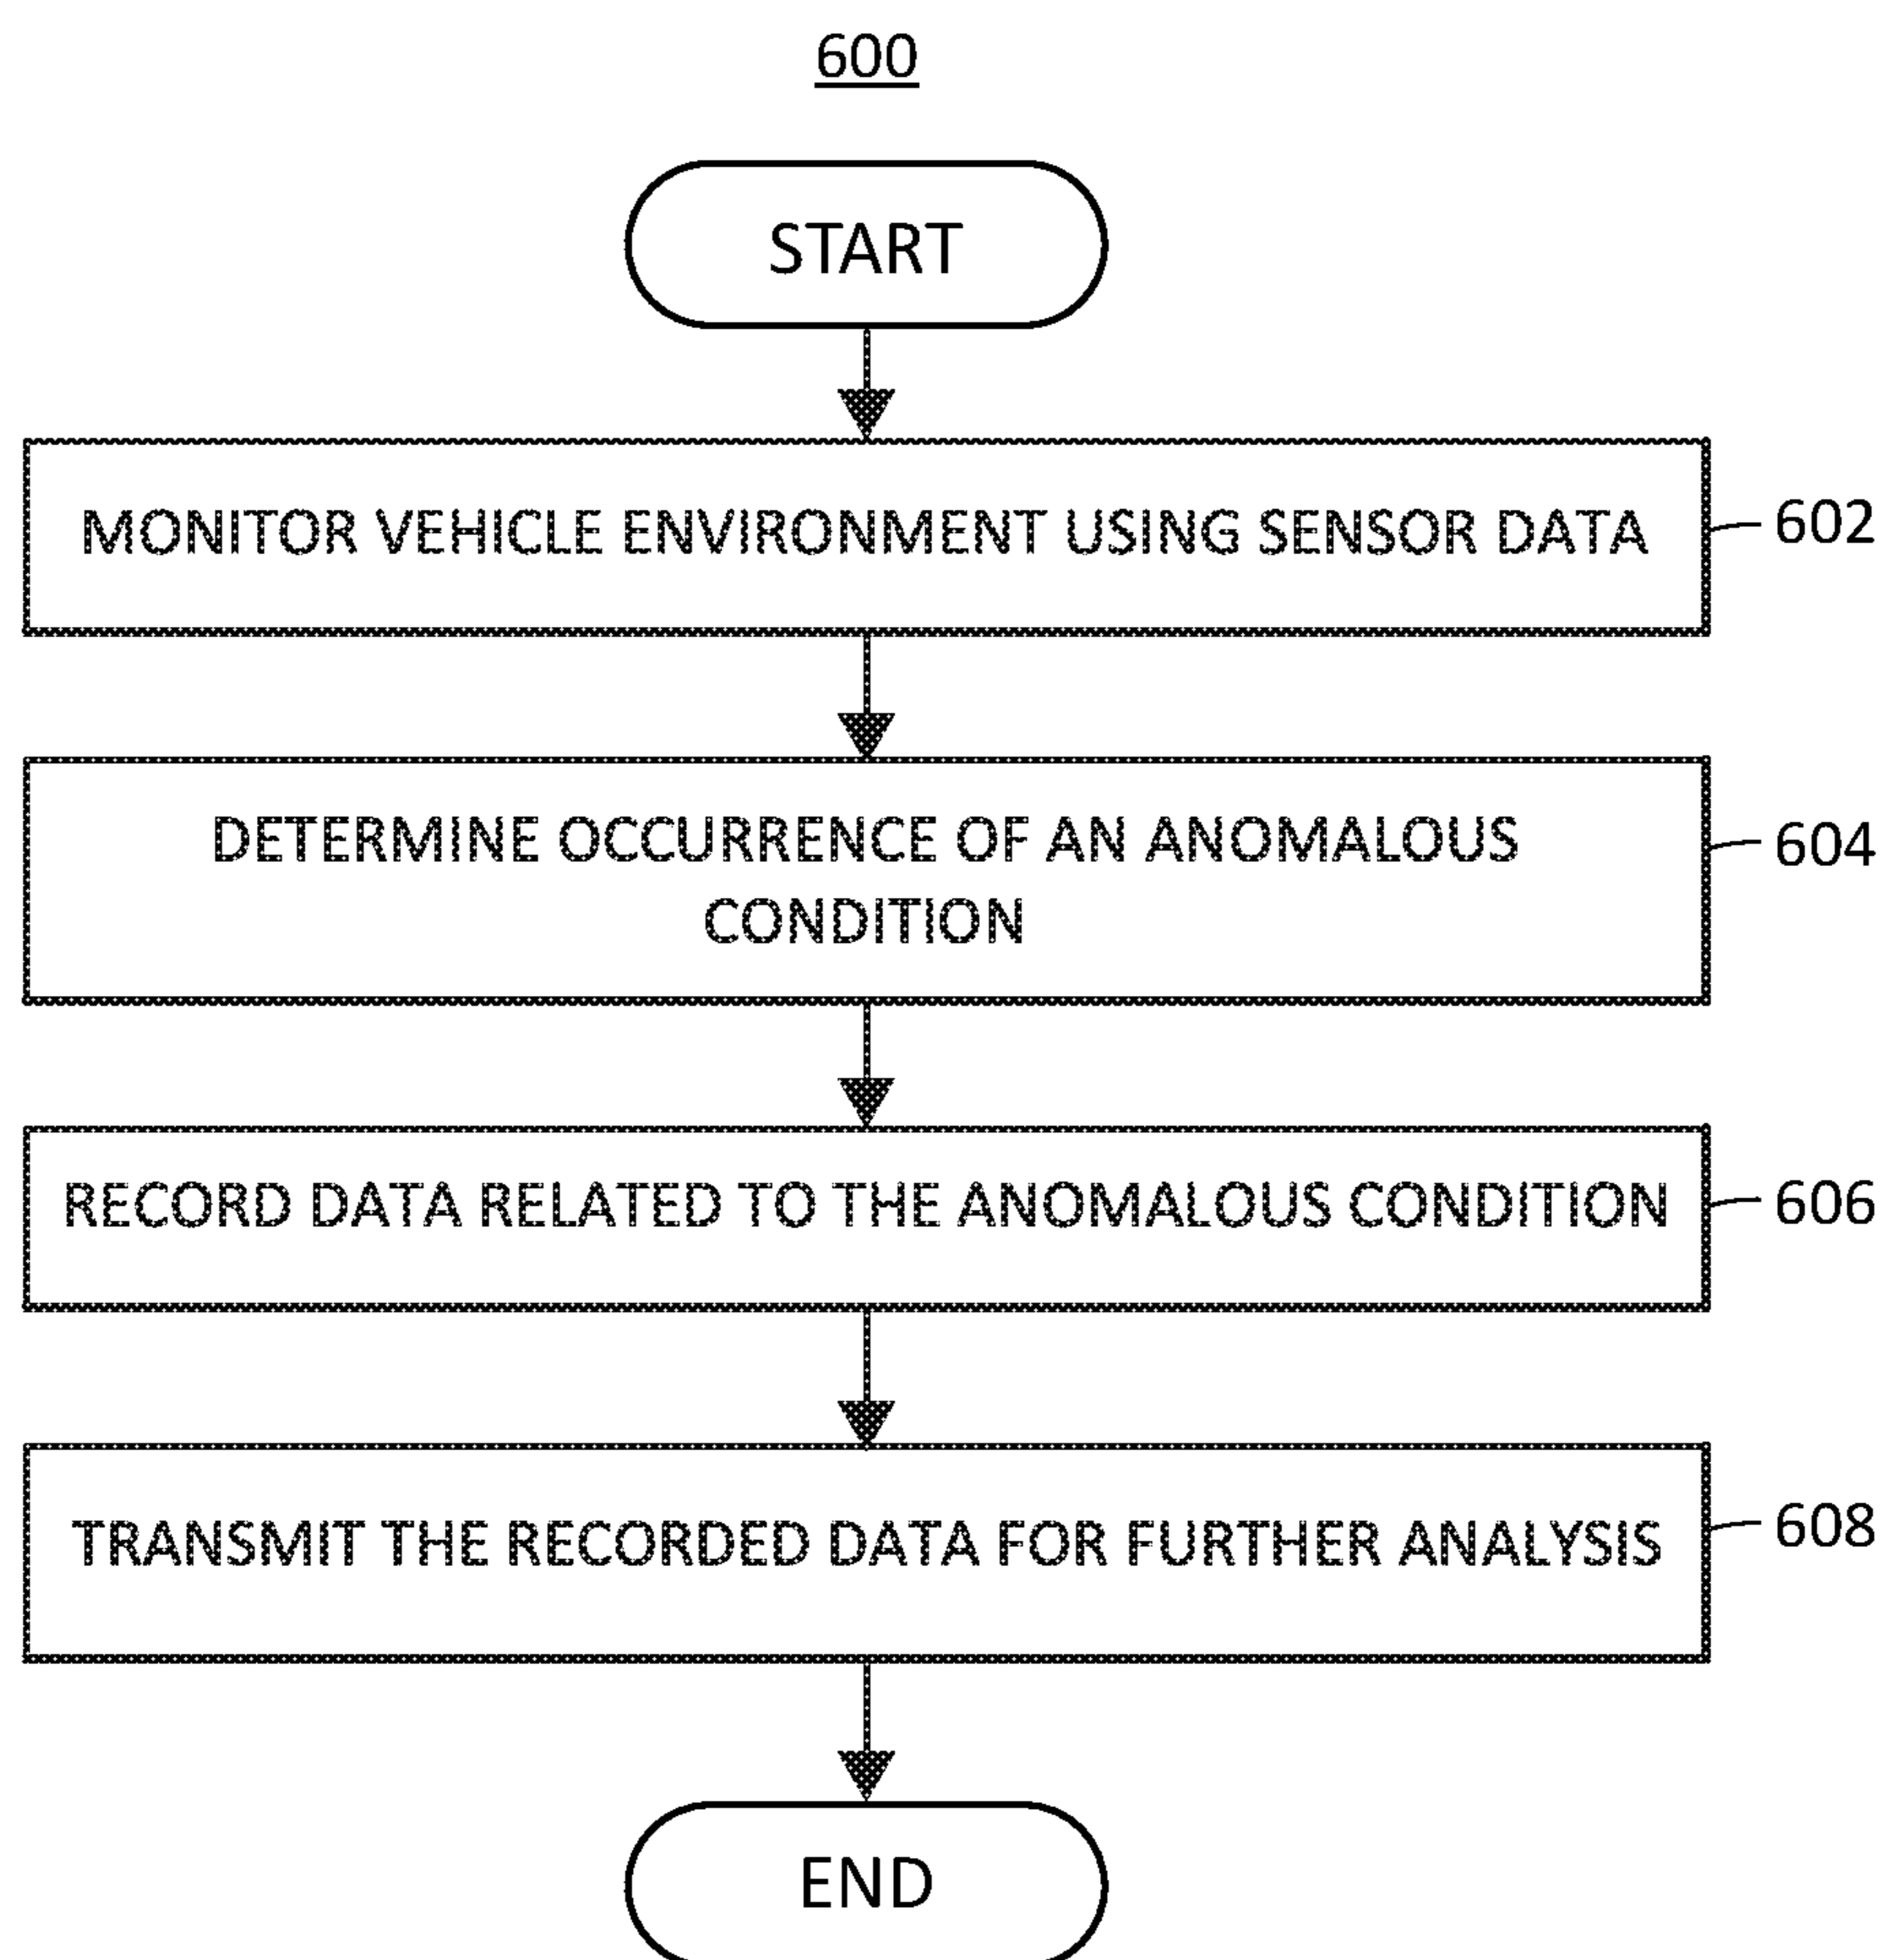 600
START
MONITOR VEHICLE ENVIRONMENT USING SENSOR DATA
602
DETERMINE OCCURRENCE OF AN ANOMALOUS
CONDITION
604
RECORD DATA RELATED TO THE ANOMALOUS CONDITION
606
TRANSMIT THE RECORDED DATA FOR FURTHER ANALYSIS
608
END